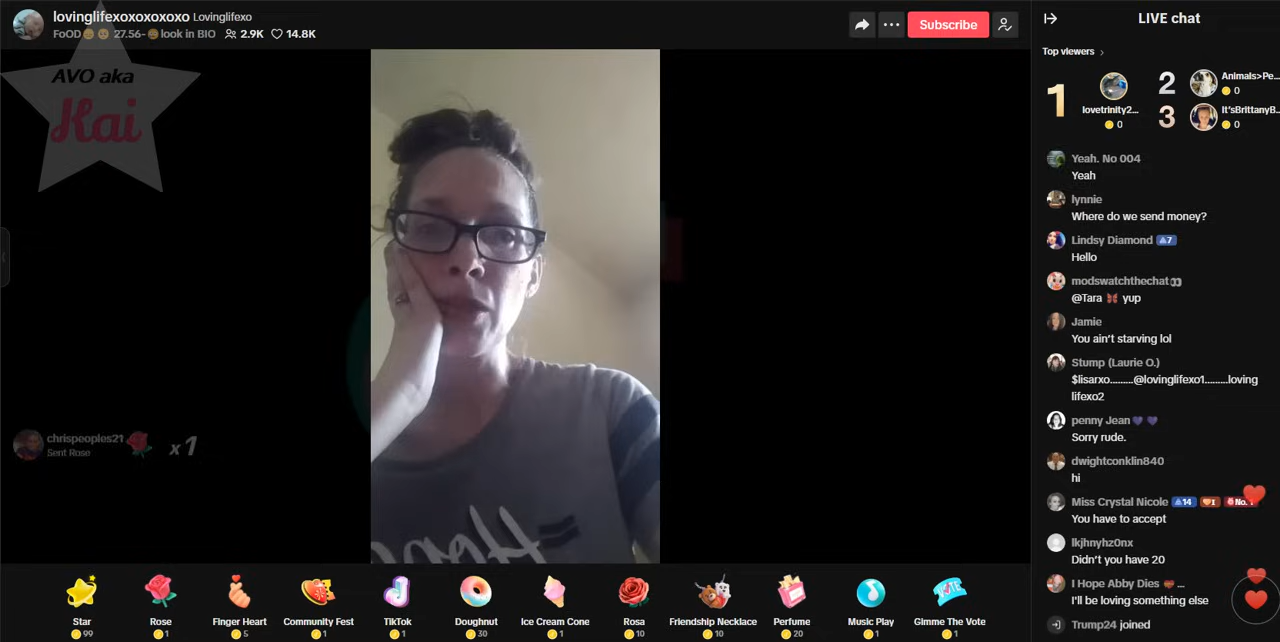 lovinglifexoxoxoxoxo Lovinglifexo
FoOD 27.56- look in BIO 2.9K 14.8K
Subscribe
AVO aka
Kai
chrispeoples21
Sent Rose
x1
LIVE chat
Top viewers
1
lovetrinity2...
0
2
Animals>Pe...
0
3
It'sBrittanyB...
0
Yeah. No 004
Yeah
lynnie
Where do we send money?
Lindsy Diamond 7
Hello
modswatchthechat
@Tara yup
Jamie
You ain't starving lol
Stump (Laurie O.)
$lisarxo.........@lovinglifexo1.........loving
lifexo2
penny Jean
Sorry rude.
dwightconklin840
hi
Miss Crystal Nicole 14 I No. 1
You have to accept
lkjhnyhz0nx
Didn't you have 20
I Hope Abby Dies ...
I'll be loving something else
Trump24 joined
Star
99
Rose
1
Finger Heart
5
Community Fest
1
TikTok
1
Doughnut
30
Ice Cream Cone
1
Rosa
10
Friendship Necklace
10
Perfume
20
Music Play
1
VOTE
Gimme The Vote
1